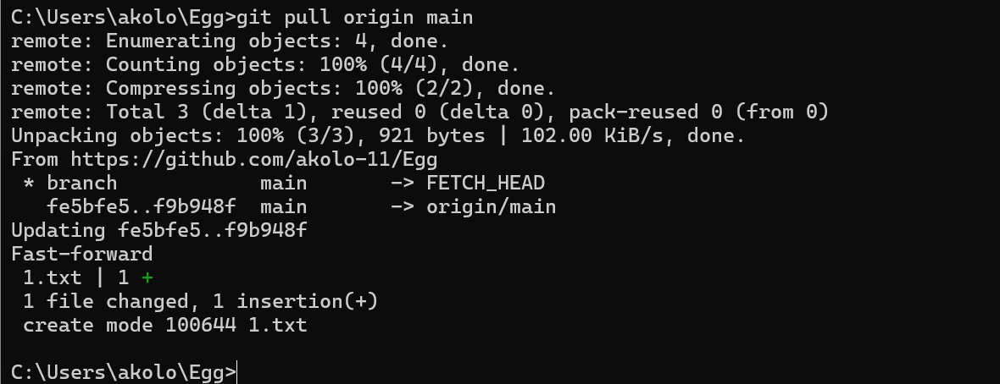 C:\Users\akolo\Egg>git pull origin main
remote: Enumerating objects: 4, done.
remote: Counting objects: 100% (4/4), done.
remote: Compressing objects: 100% (2/2), done.
remote: Total 3 (delta 1), reused 0 (delta 0), pack-reused 0 (from 0)
Unpacking objects: 100% (3/3), 921 bytes | 102.00 KiB/s, done.
From https://github.com/akolo-11/Egg
 * branch            main       -> FETCH_HEAD
   fe5bfe5..f9b948f  main       -> origin/main
Updating fe5bfe5..f9b948f
Fast-forward
 1.txt | 1 +
 1 file changed, 1 insertion(+)
 create mode 100644 1.txt
C:\Users\akolo\Egg>